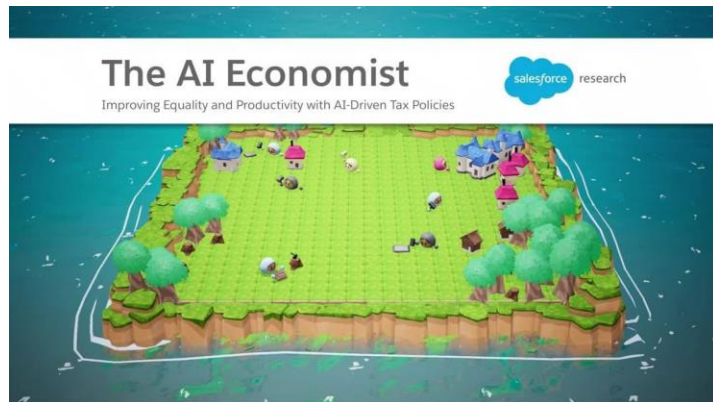 The AI Economist
Improving Equality and Productivity with AI-Driven Tax Policies
salesforce research